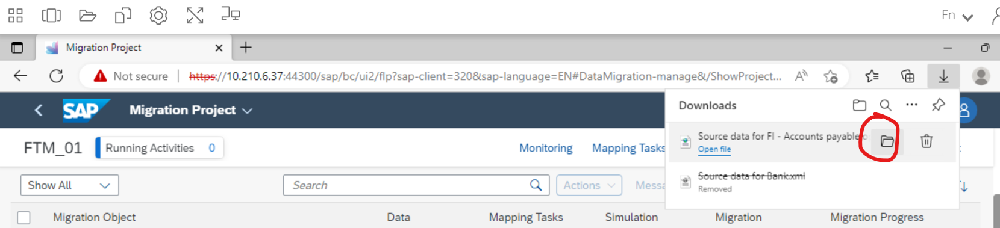 Fn
Migration Project
Not secure | https://10.210.6.37:44300/sap/bc/ui2/flp?sap-client=320&sap-language=EN#DataMigration-manage&/ShowProject...
SAP Migration Project
Downloads
Source data for FI - Accounts payable
Open file
FTM_01 Running Activities 0 Monitoring Mapping Tasks
Source data for Bank.xml
Removed
Show All Search Actions Messa
Migration Object Data Mapping Tasks Simulation Migration Migration Progress